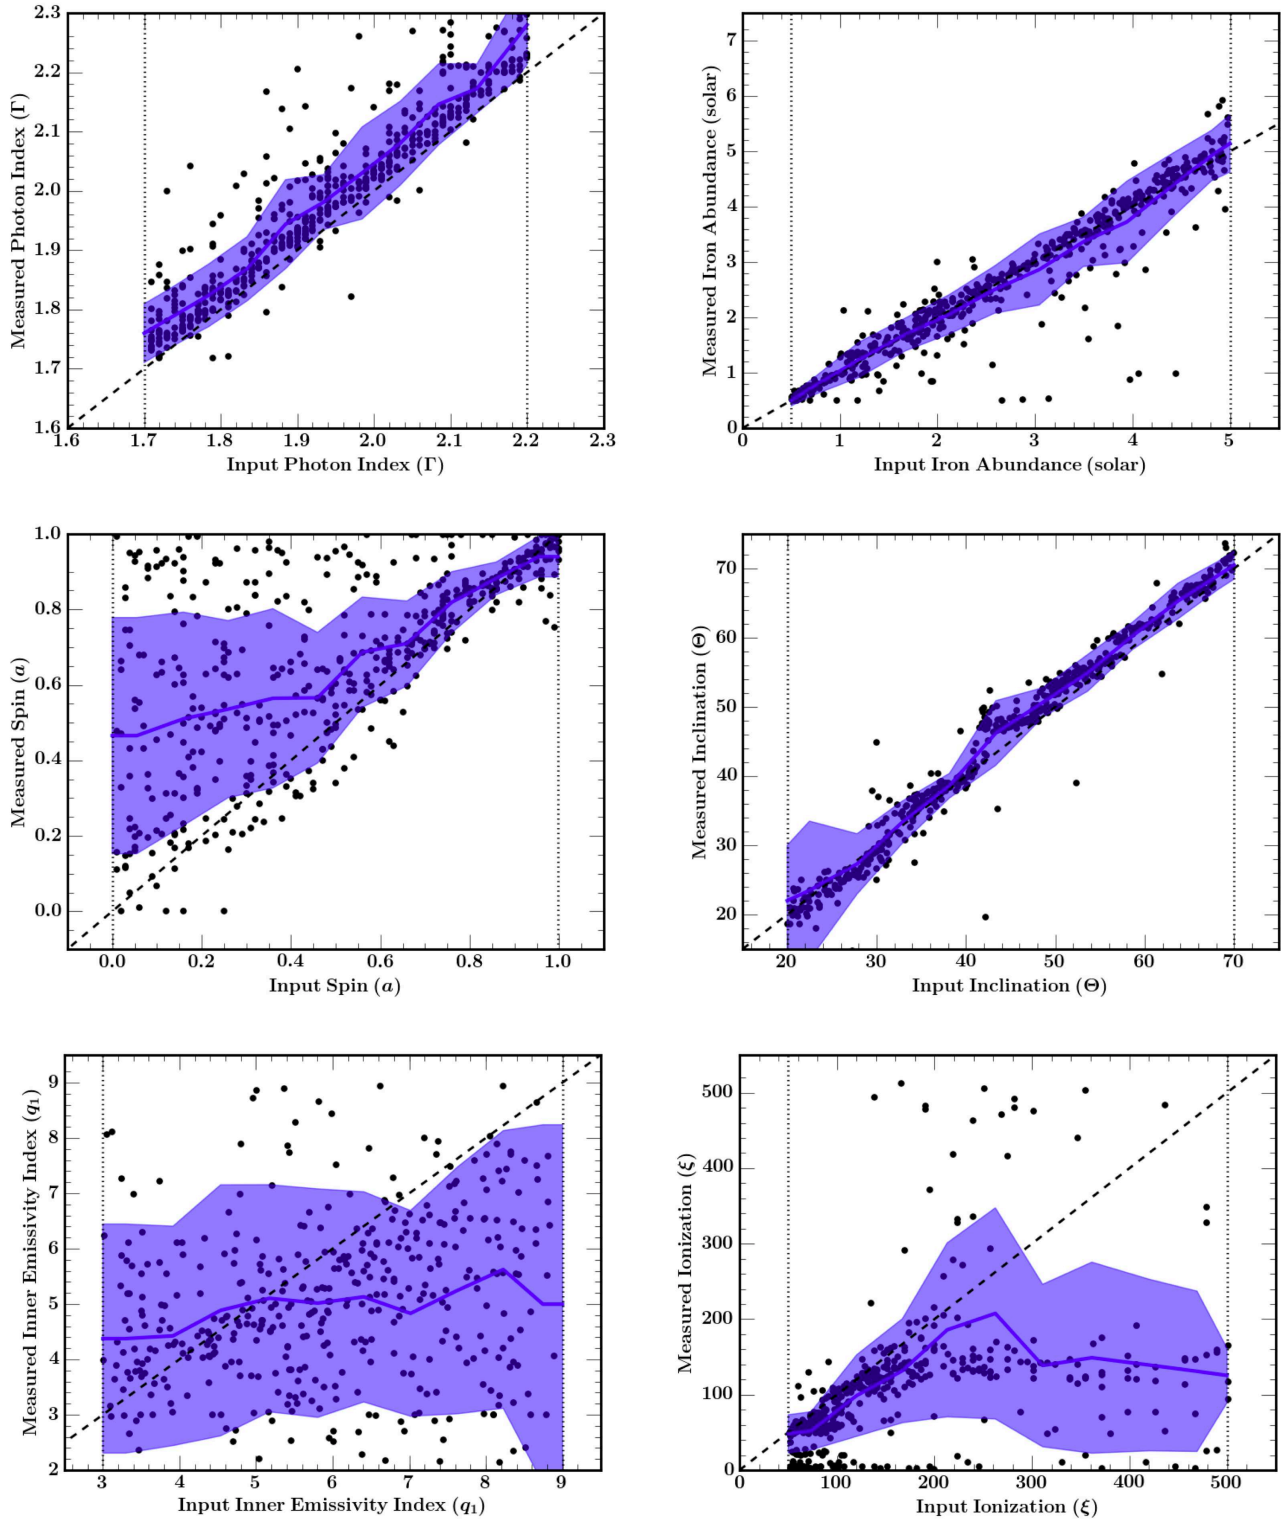 Measured Photon Index (Γ)
2.3
2.2
2.1
2.0
1.9
1.8
1.7
1.6
1.6 1.7 1.8 1.9 2.0 2.1 2.2 2.3
Input Photon Index (Γ)
Measured Iron Abundance (solar)
7
6
5
4
3
2
1
0
0 1 2 3 4 5
Input Iron Abundance (solar)
Measured Spin (a)
1.0
0.8
0.6
0.4
0.2
0.0
0.0 0.2 0.4 0.6 0.8 1.0
Input Spin (a)
Measured Inclination (Θ)
70
60
50
40
30
20
20 30 40 50 60 70
Input Inclination (Θ)
Measured Inner Emissivity Index (q₁)
9
8
7
6
5
4
3
2
3 4 5 6 7 8 9
Input Inner Emissivity Index (q₁)
Measured Ionization (ξ)
500
400
300
200
100
0
0 100 200 300 400 500
Input Ionization (ξ)